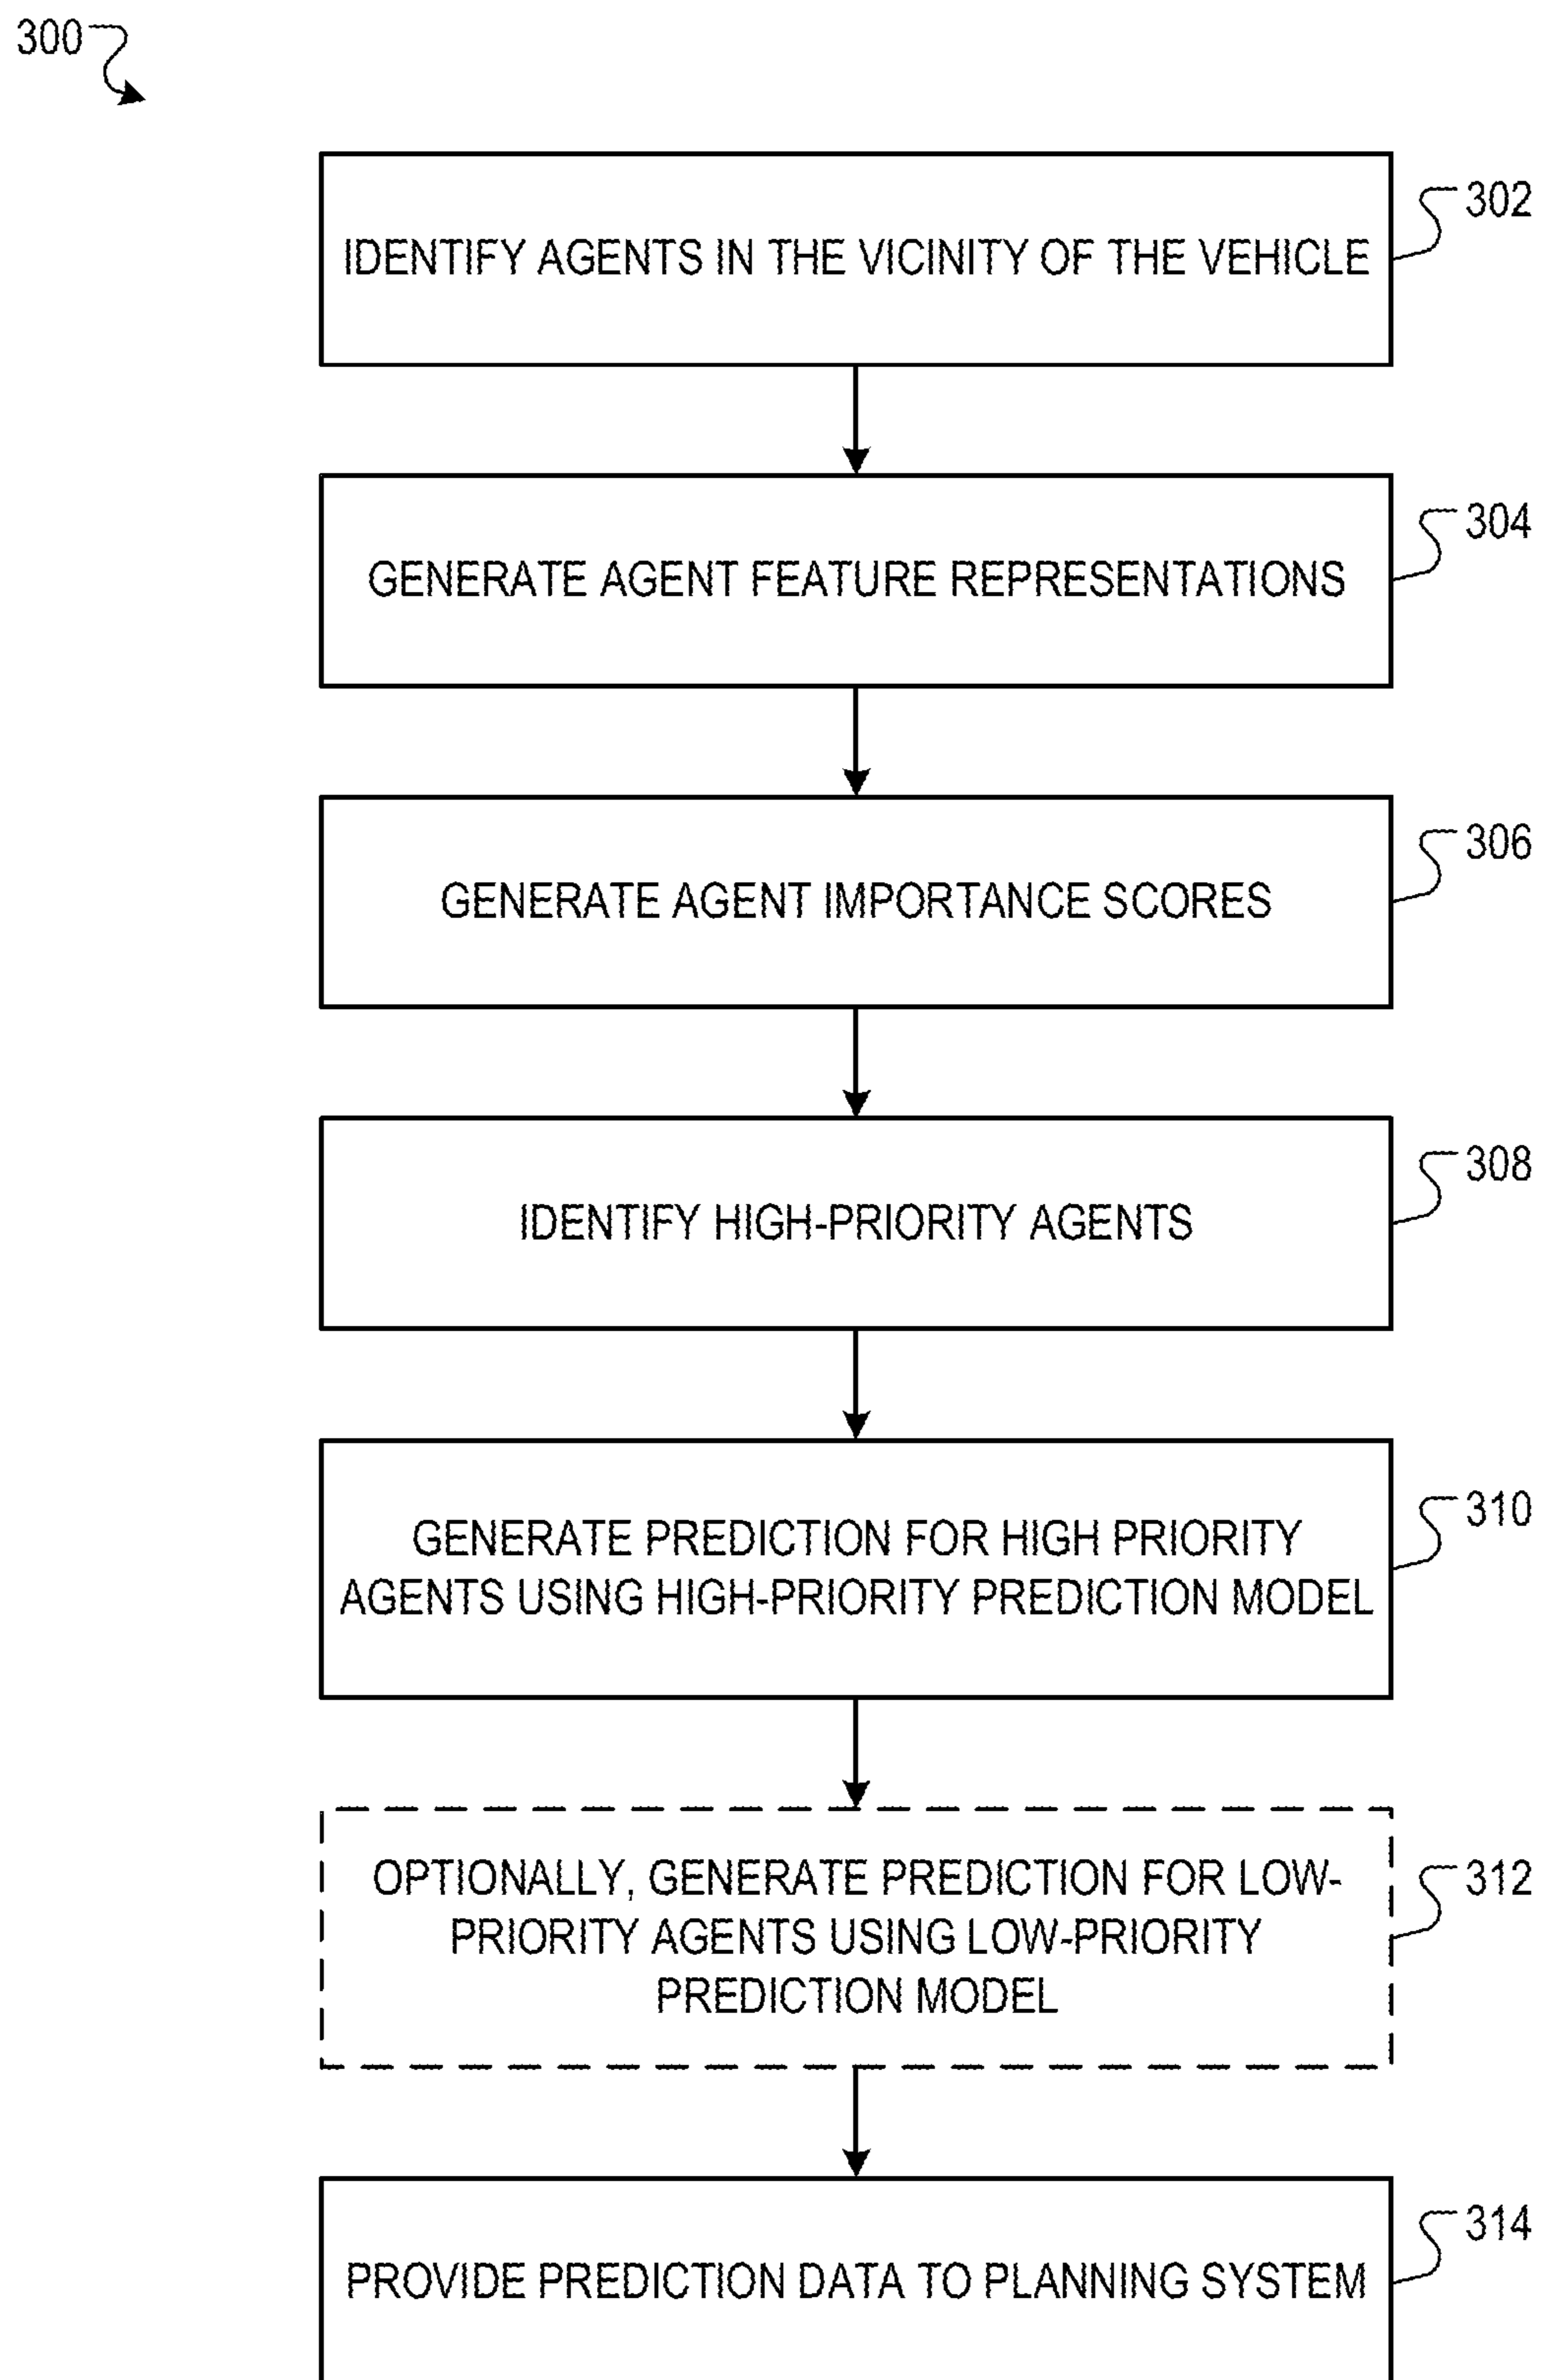 300
IDENTIFY AGENTS IN THE VICINITY OF THE VEHICLE
302
GENERATE AGENT FEATURE REPRESENTATIONS
304
GENERATE AGENT IMPORTANCE SCORES
306
IDENTIFY HIGH-PRIORITY AGENTS
308
GENERATE PREDICTION FOR HIGH PRIORITY
AGENTS USING HIGH-PRIORITY PREDICTION MODEL
310
OPTIONALLY, GENERATE PREDICTION FOR LOW-
PRIORITY AGENTS USING LOW-PRIORITY
PREDICTION MODEL
312
PROVIDE PREDICTION DATA TO PLANNING SYSTEM
314